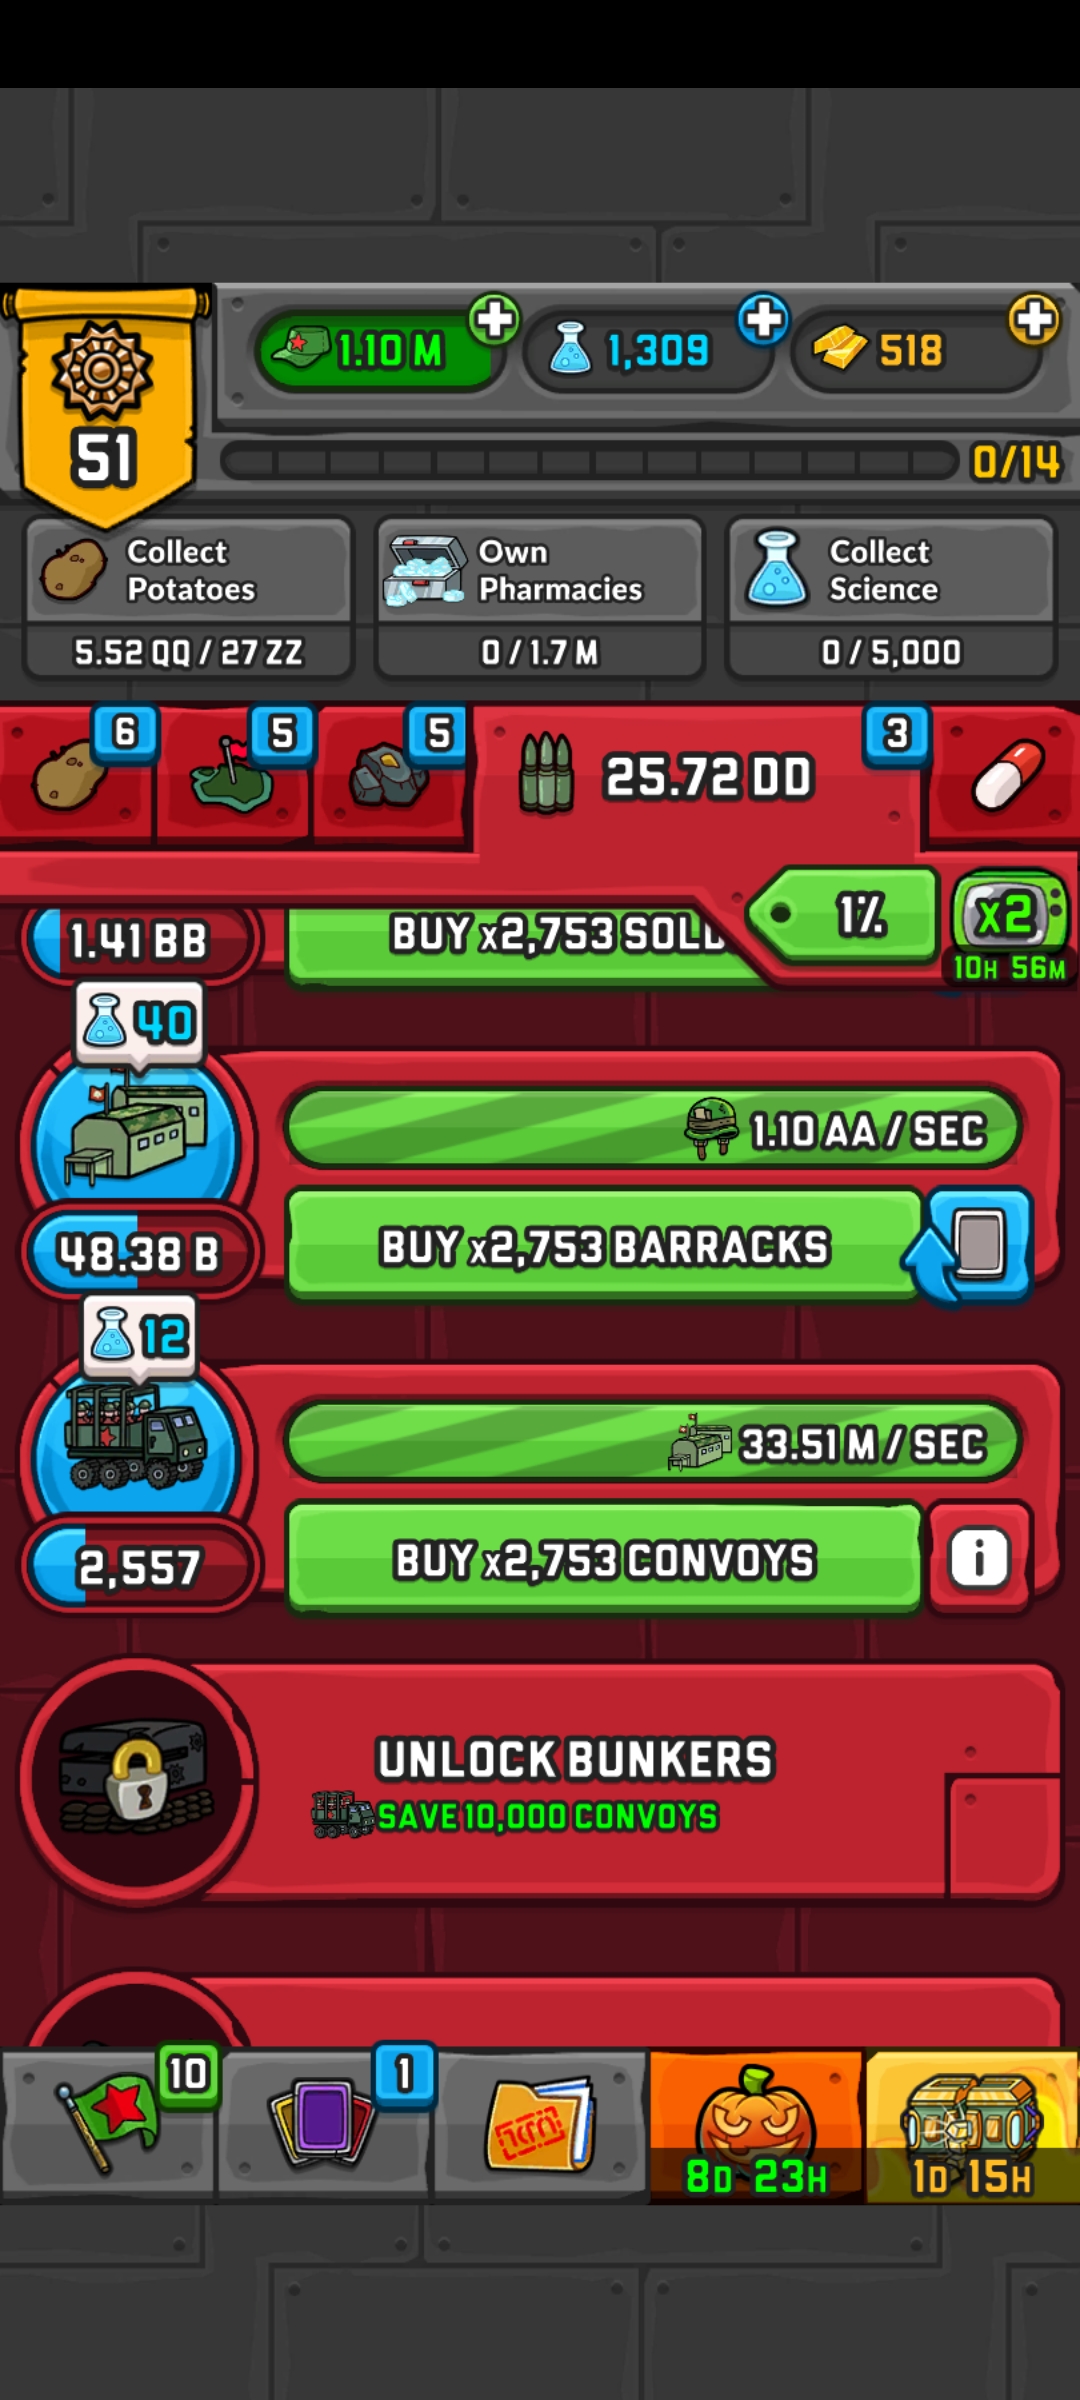 1.10 M
1,309
518
51
0/14
Collect
Potatoes
5.52 QQ / 27 ZZ
Own
Pharmacies
0 / 1.7 M
Collect
Science
0 / 5,000
6
5
5
25.72 DD
3
1%
x2
10H 56M
1.41 BB
BUY x2,753 SOLD
40
1.10 AA / SEC
48.38 B
BUY x2,753 BARRACKS
12
33.51 M / SEC
2,557
BUY x2,753 CONVOYS
i
UNLOCK BUNKERS
SAVE 10,000 CONVOYS
10
1
8D 23H
1D 15H